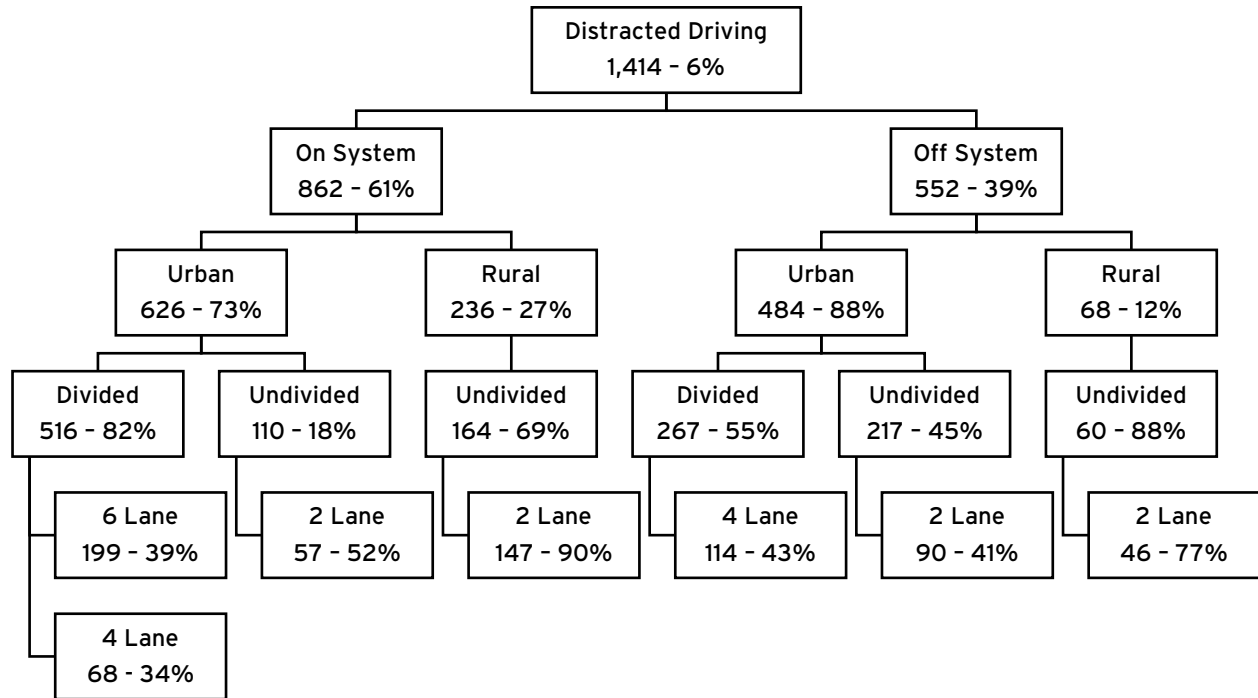 Distracted Driving
1,414 – 6%
On System
862 – 61%
Off System
552 – 39%
Urban
626 – 73%
Rural
236 – 27%
Urban
484 – 88%
Rural
68 – 12%
Divided
516 – 82%
Undivided
110 – 18%
Undivided
164 – 69%
Divided
267 – 55%
Undivided
217 – 45%
Undivided
60 – 88%
6 Lane
199 – 39%
2 Lane
57 – 52%
2 Lane
147 – 90%
4 Lane
114 – 43%
2 Lane
90 – 41%
2 Lane
46 – 77%
4 Lane
68 - 34%